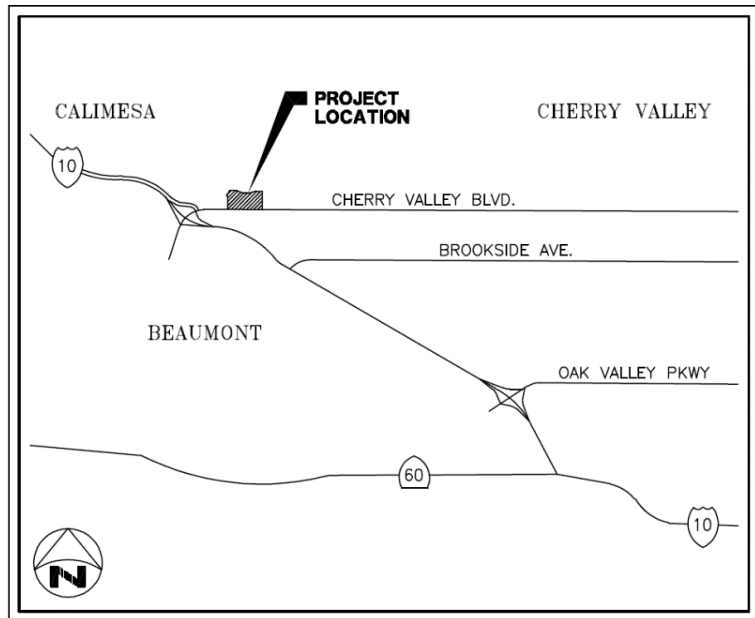 PROJECT
LOCATION
CALIMESA
CHERRY VALLEY
10
CHERRY VALLEY BLVD.
BROOKSIDE AVE.
BEAUMONT
OAK VALLEY PKWY
60
10
N